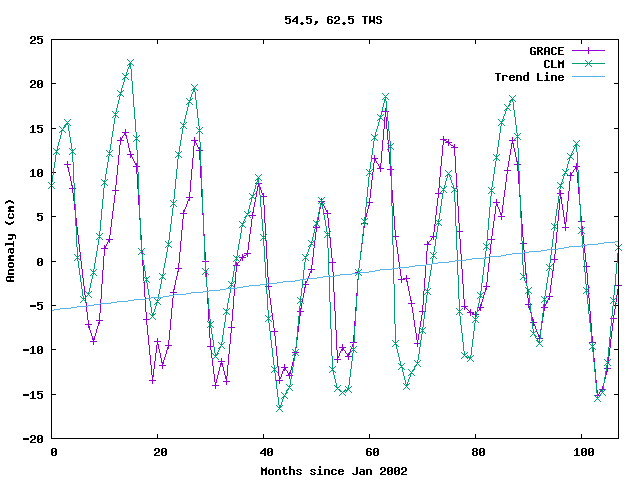 54.5, 62.5 TWS
GRACE
CLM
Trend Line
25
20
15
10
5
0
-5
-10
-15
-20
Anomaly (cm)
0 20 40 60 80 100
Months since Jan 2002